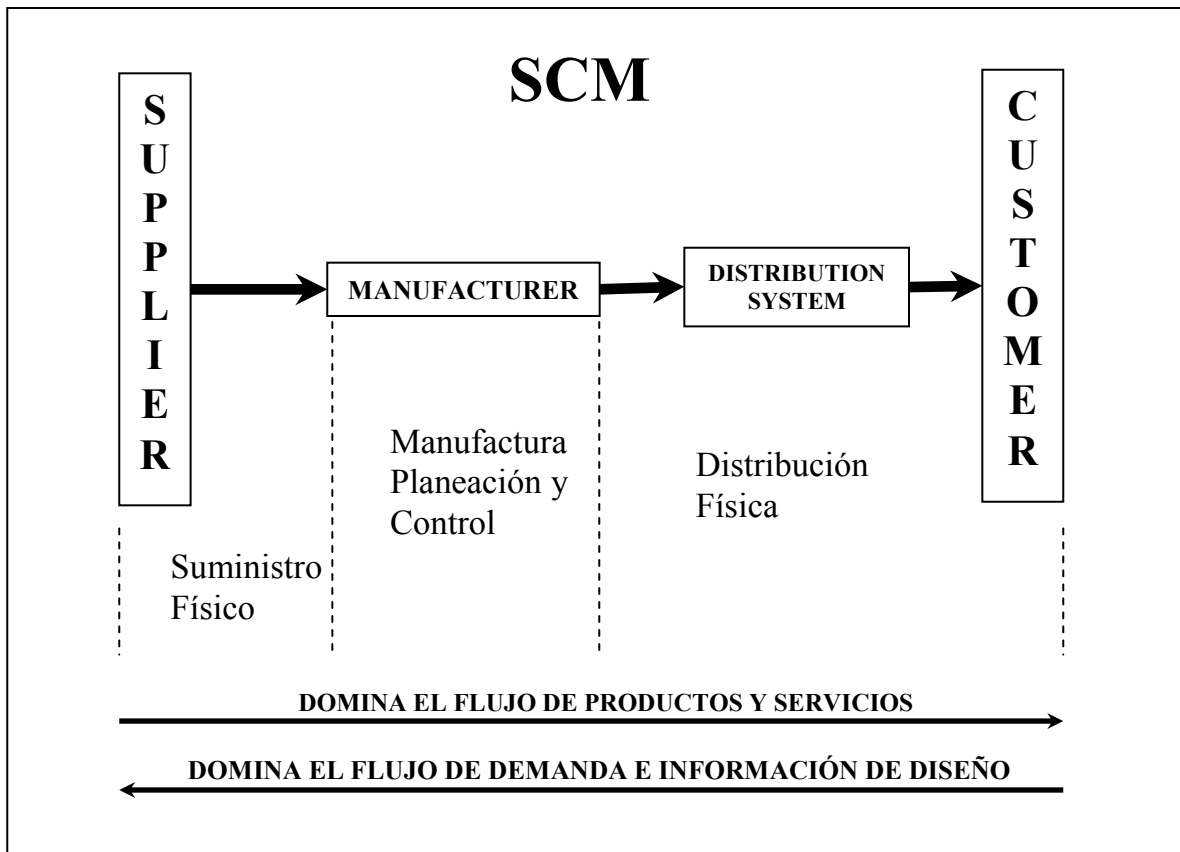 SCM
SUPPLIER
MANUFACTURER
DISTRIBUTION
SYSTEM
CUSTOMER
Suministro
Físico
Manufactura
Planeación y
Control
Distribución
Física
DOMINA EL FLUJO DE PRODUCTOS Y SERVICIOS
DOMINA EL FLUJO DE DEMANDA E INFORMACIÓN DE DISEÑO